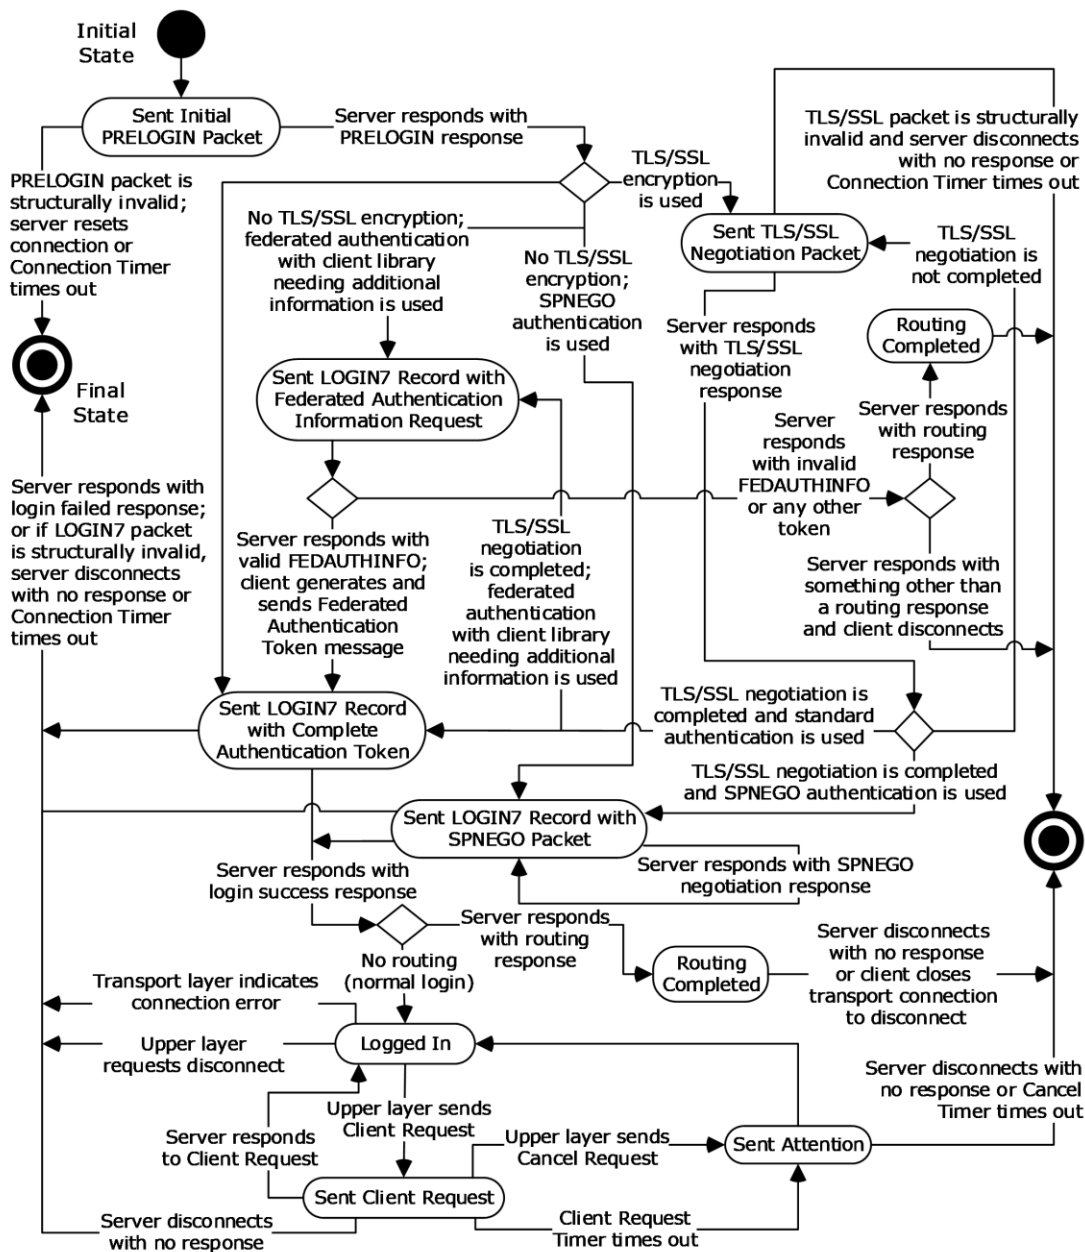 Initial
State
Sent Initial
PRELOGIN Packet
Server responds with
PRELOGIN response
TLS/SSL packet is structurally
invalid and server disconnects
with no response or
Connection Timer times out
TLS/SSL
encryption
is used
PRELOGIN packet is
structurally invalid;
server resets
connection or
Connection Timer
times out
No TLS/SSL encryption;
federated authentication
with client library
needing additional
information is used
No TLS/SSL
encryption;
SPNEGO
authentication
is used
Sent TLS/SSL
Negotiation Packet
TLS/SSL
negotiation is
not completed
Server responds
with TLS/SSL
negotiation
response
Routing
Completed
Final
State
Sent LOGIN7 Record with
Federated Authentication
Information Request
Server
responds
with invalid
FEDAUTHINFO
or any other
token
Server responds
with routing
response
Server responds with
login failed response;
or if LOGIN7 packet
is structurally invalid,
server disconnects
with no response or
Connection Timer
times out
Server responds with
valid FEDAUTHINFO;
client generates and
sends Federated
Authentication
Token message
TLS/SSL
negotiation
is completed;
federated
authentication
with client library
needing additional
information is used
Server responds with
something other than
a routing response
and client disconnects
Sent LOGIN7 Record
with Complete
Authentication Token
TLS/SSL negotiation is
completed and standard
authentication is used
TLS/SSL negotiation is completed
and SPNEGO authentication is used
Sent LOGIN7 Record with
SPNEGO Packet
Server responds with SPNEGO
negotiation response
Server responds with
login success response
Server responds
with routing
response
No routing
(normal login)
Routing
Completed
Server disconnects
with no response
or client closes
transport connection
to disconnect
Transport layer indicates
connection error
Logged In
Upper layer
requests disconnect
Server disconnects with
no response or Cancel
Timer times out
Upper layer sends
Client Request
Server responds
to Client Request
Upper layer sends
Cancel Request
Sent Attention
Sent Client Request
Server disconnects
with no response
Client Request
Timer times out